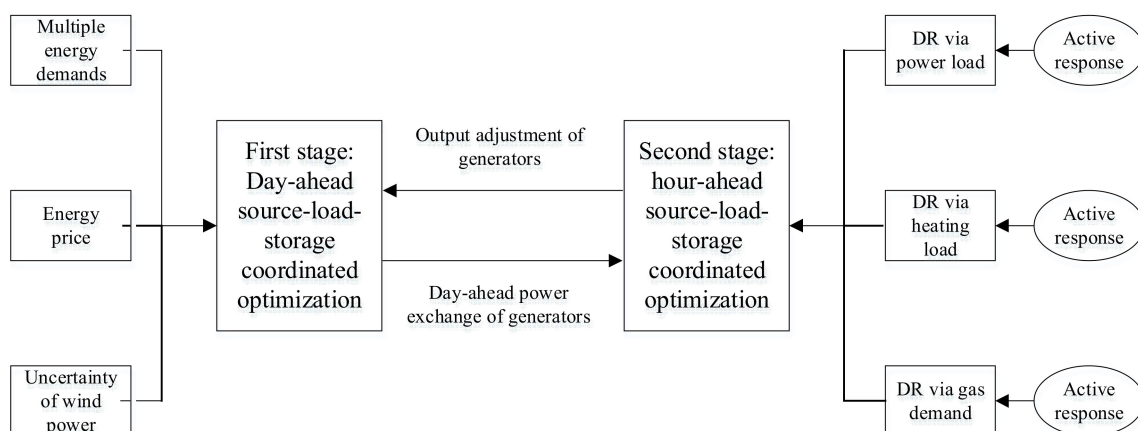 Multiple
energy
demands
Energy
price
Uncertainty
of wind
power
First stage:
Day-ahead
source-load-
storage
coordinated
optimization
Output adjustment of
generators
Day-ahead power
exchange of generators
Second stage:
hour-ahead
source-load-
storage
coordinated
optimization
DR via
power load
Active
response
DR via
heating
load
Active
response
DR via gas
demand
Active
response